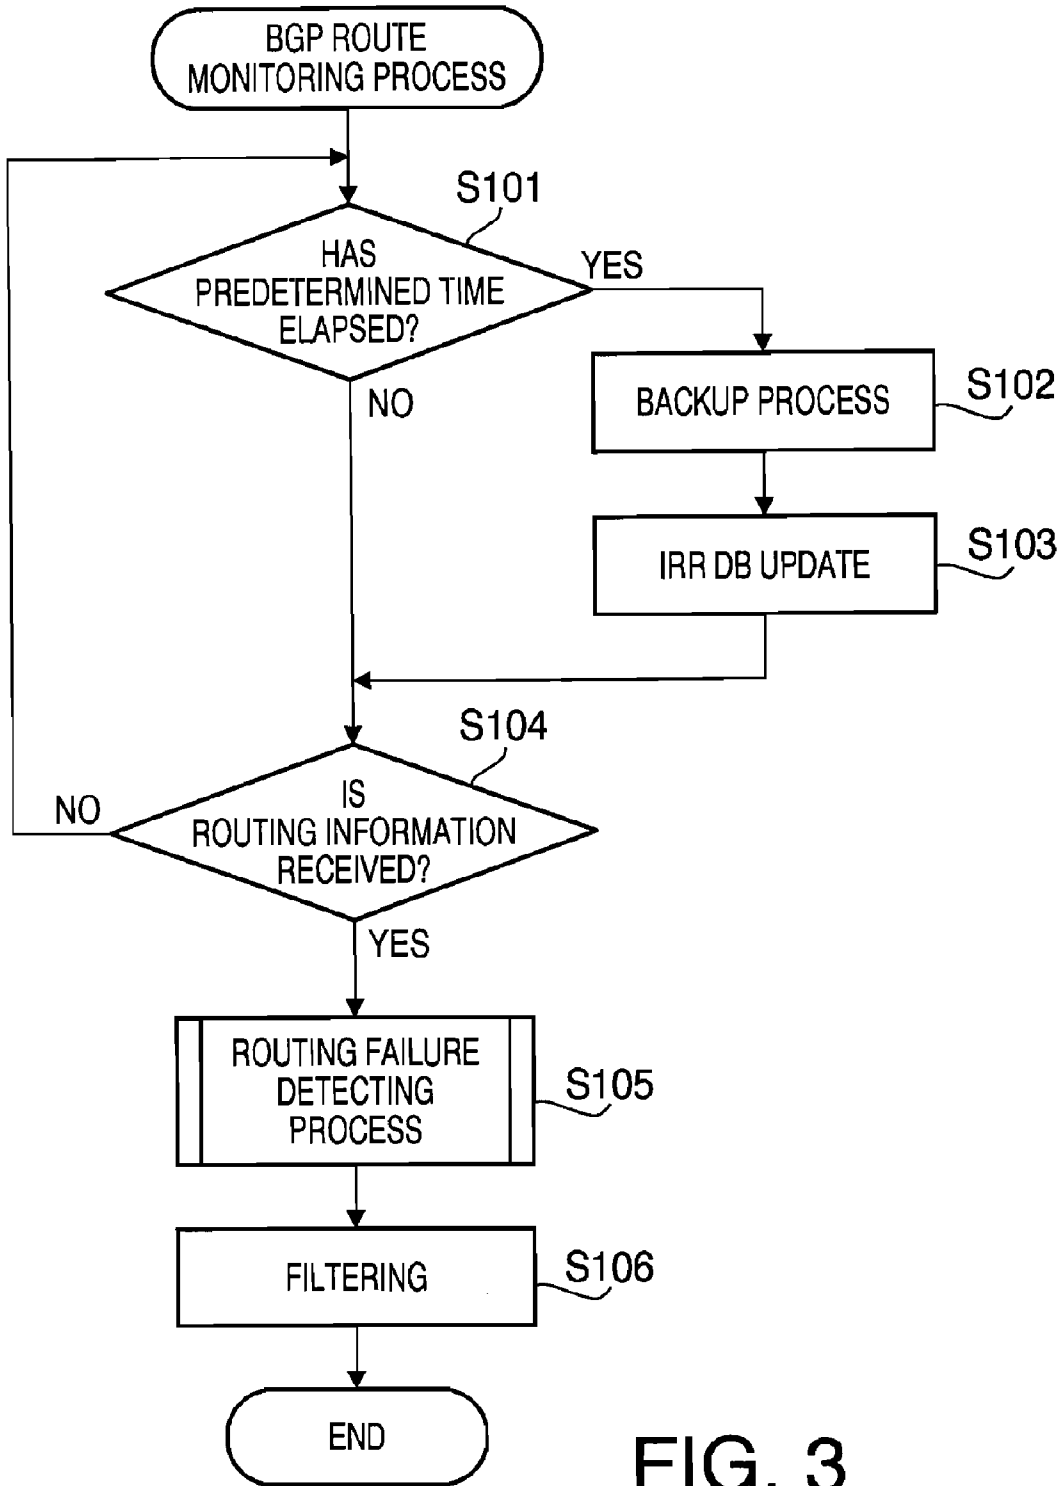 BGP ROUTE
MONITORING PROCESS
S101
HAS
PREDETERMINED TIME
ELAPSED?
YES
NO
BACKUP PROCESS
S102
IRR DB UPDATE
S103
S104
IS
ROUTING INFORMATION
RECEIVED?
NO
YES
ROUTING FAILURE
DETECTING
PROCESS
S105
FILTERING
S106
END
FIG. 3